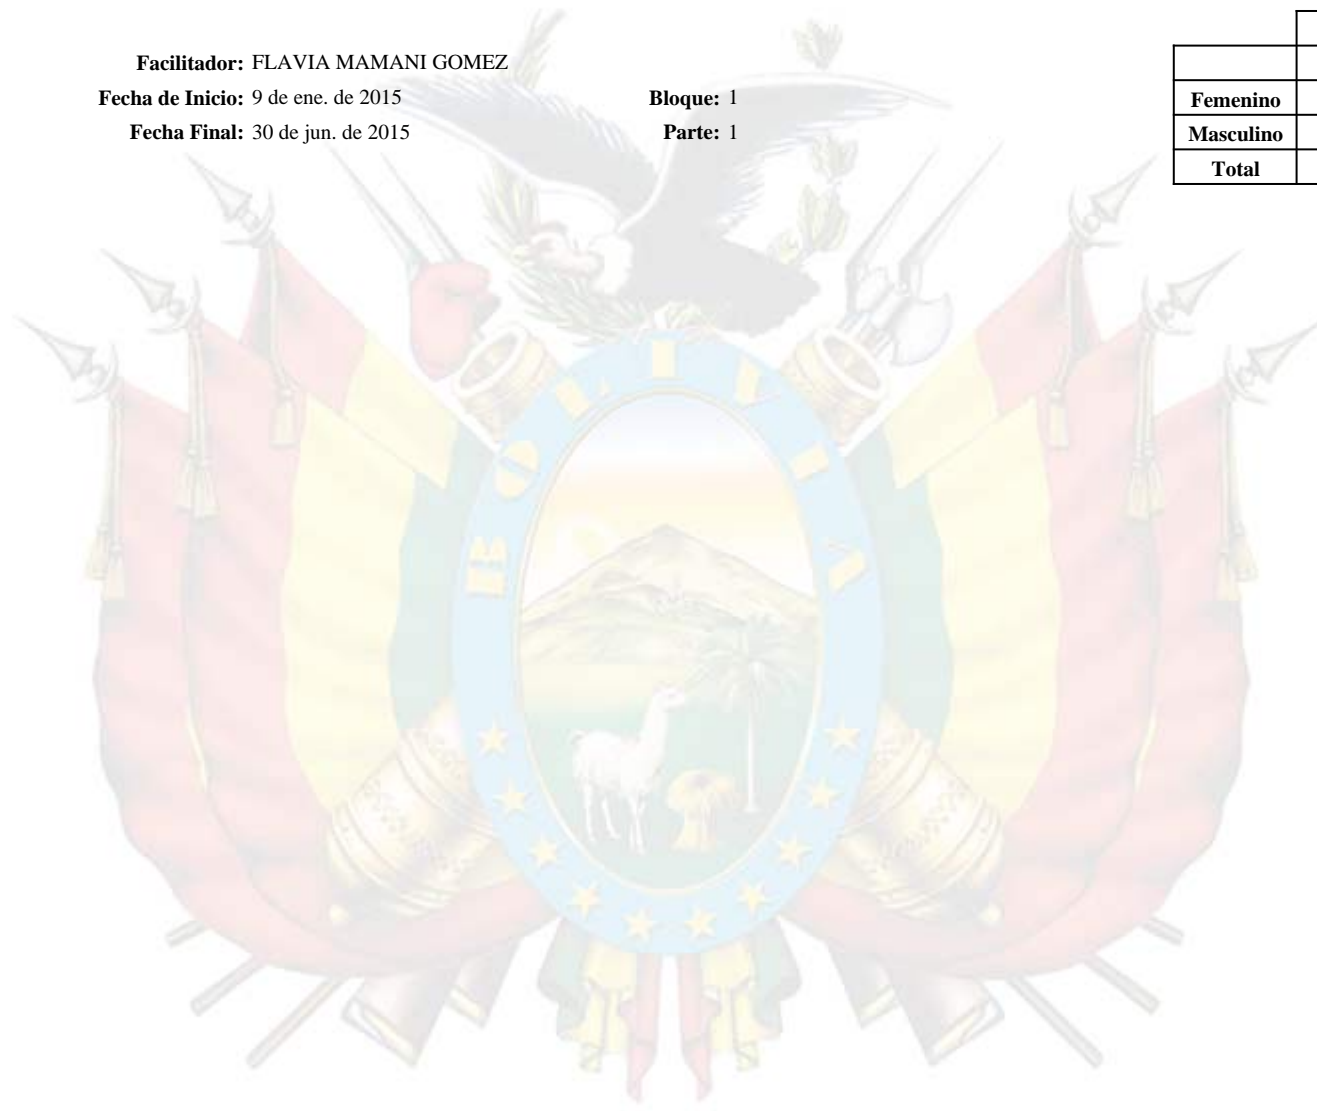 Facilitador: FLAVIA MAMANI GOMEZ
Fecha de Inicio: 9 de ene. de 2015 Bloque: 1
Fecha Final: 30 de jun. de 2015 Parte: 1
Femenino
Masculino
Total
BOLIVIA